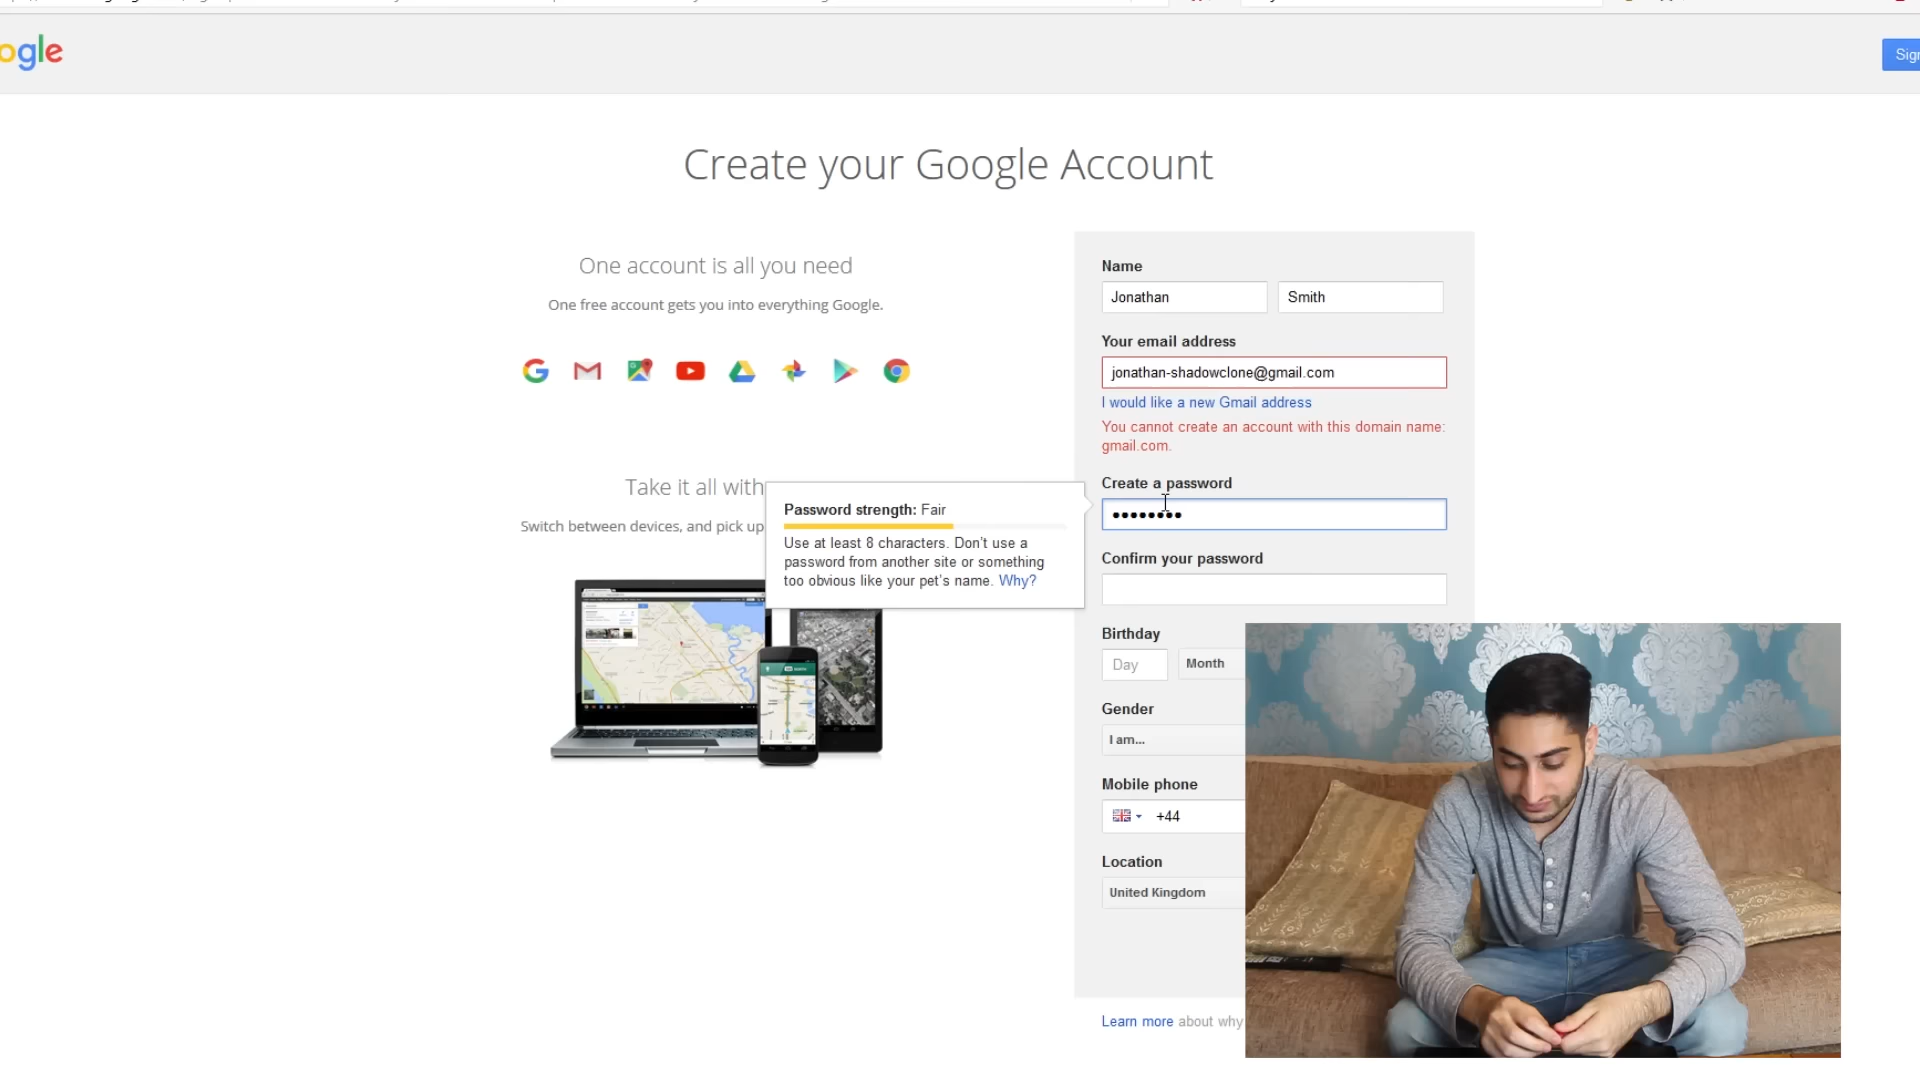 ogle
Sign
Create your Google Account
One account is all you need
One free account gets you into everything Google.
Take it all with
Switch between devices, and pick up
Name
Jonathan Smith
Your email address
jonathan-shadowclone@gmail.com
I would like a new Gmail address
You cannot create an account with this domain name:
gmail.com.
Create a password
Password strength: Fair
Use at least 8 characters. Don't use a
password from another site or something
too obvious like your pet's name. Why?
Confirm your password
Birthday
Day Month
Gender
I am...
Mobile phone
+44
Location
United Kingdom
Learn more about why